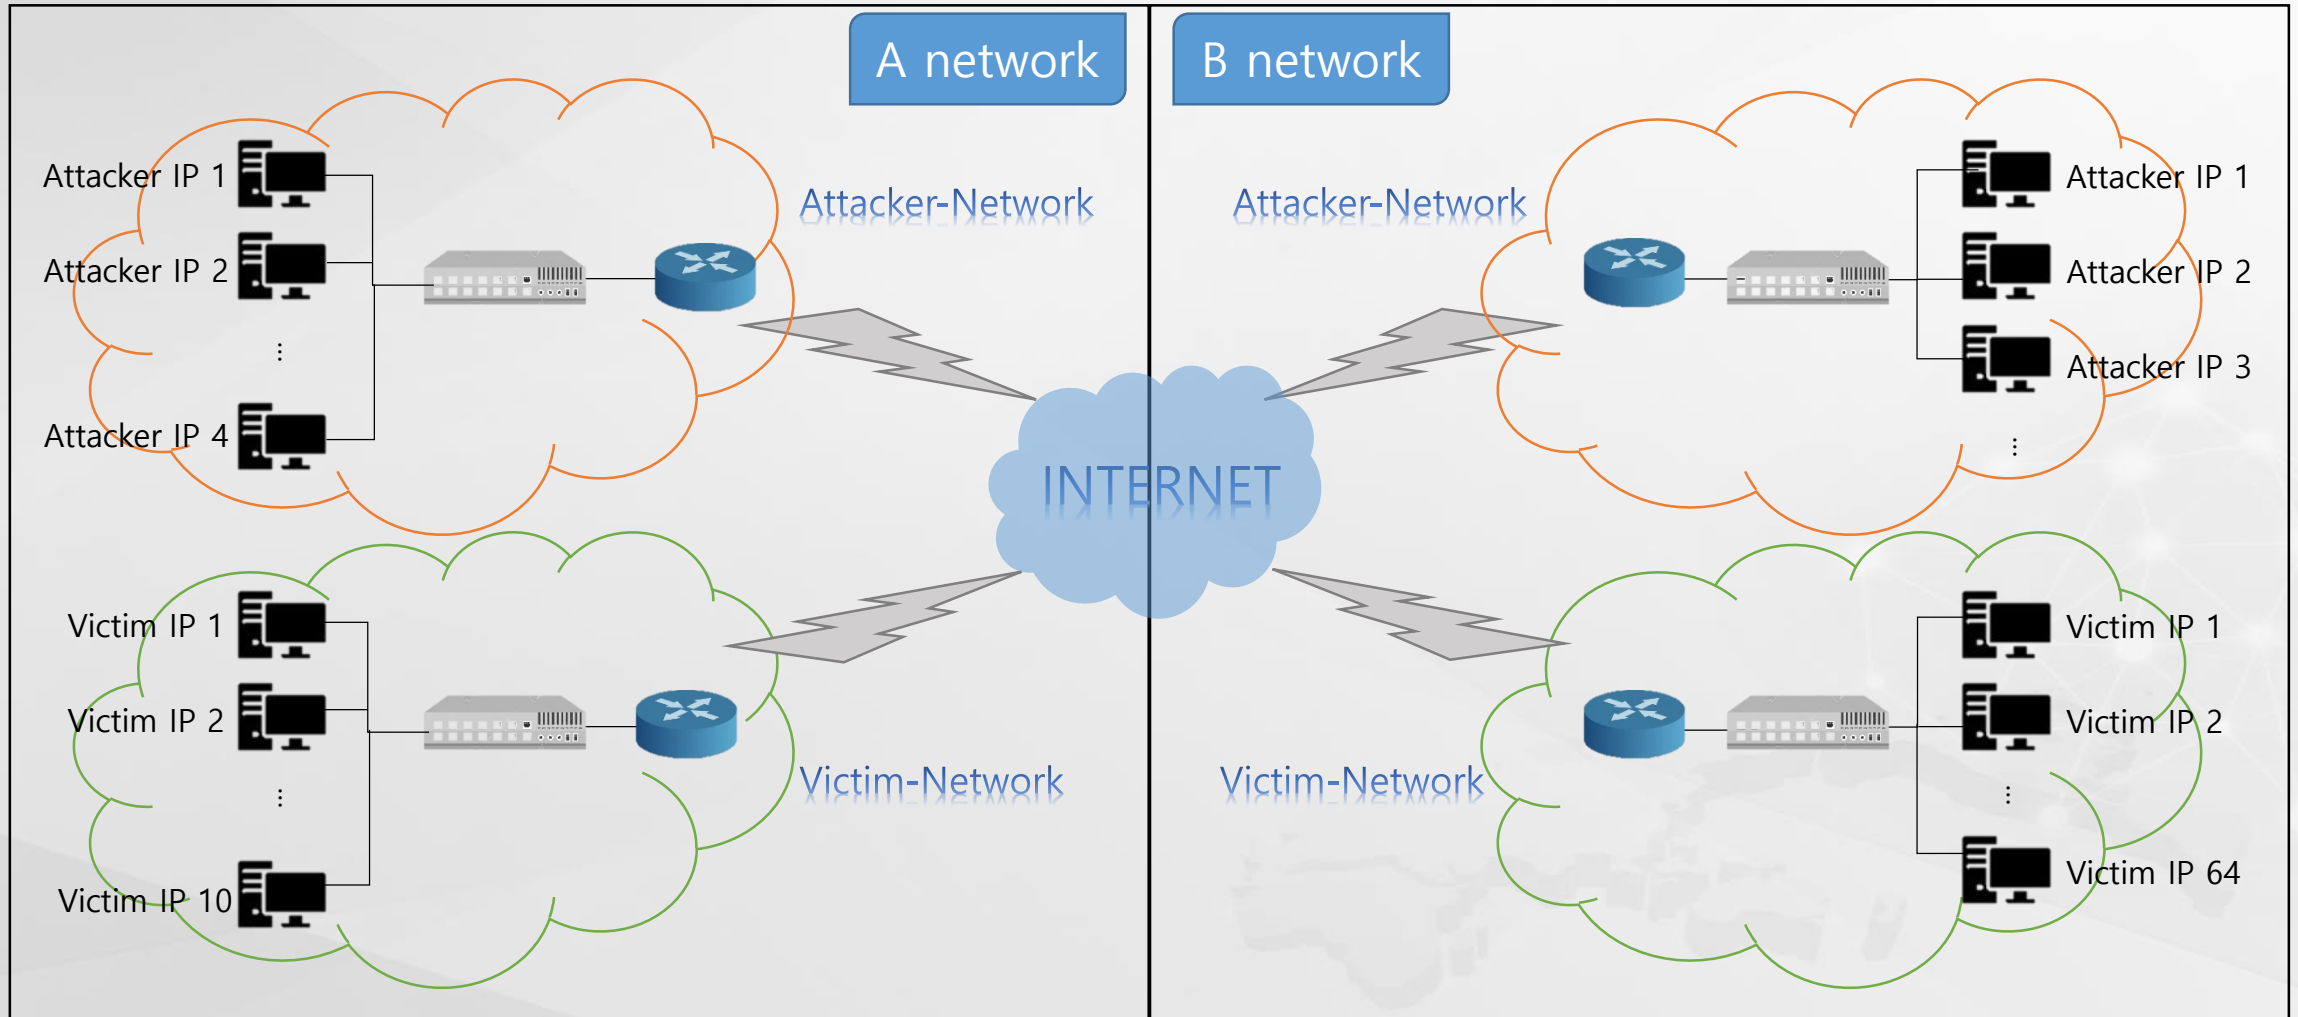 A network
B network
Attacker IP 1
Attacker IP 2
...
Attacker IP 4
Attacker-Network
Attacker-Network
Attacker IP 1
Attacker IP 2
Attacker IP 3
...
INTERNET
Victim IP 1
Victim IP 2
...
Victim IP 10
Victim-Network
Victim-Network
Victim IP 1
Victim IP 2
...
Victim IP 64